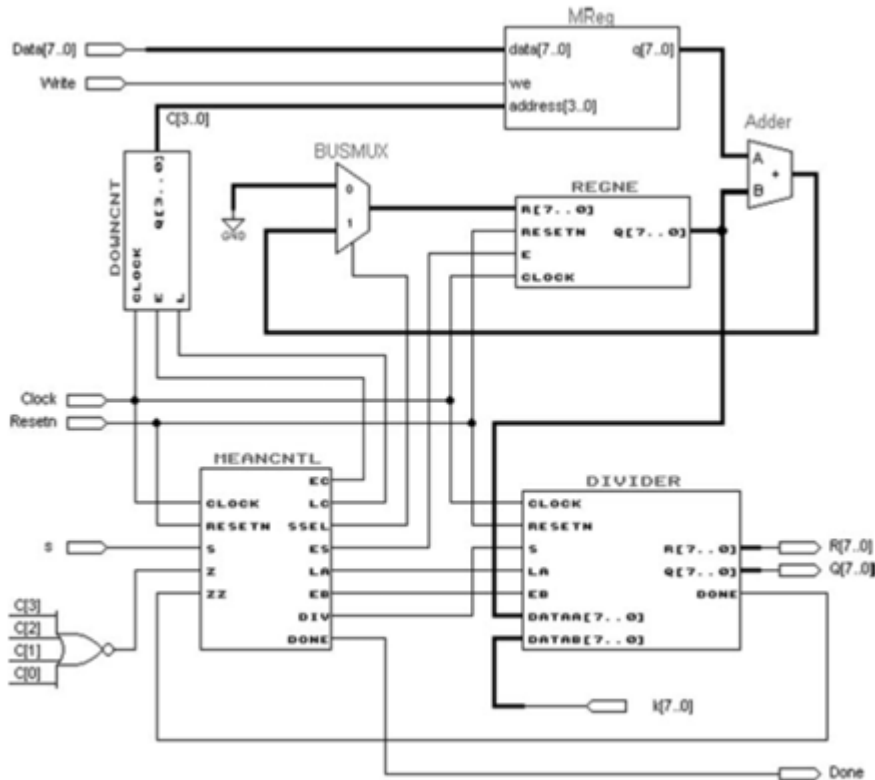 MReg
Data[7..0]
data[7..0]
q[7..0]
Write
we
C[3..0]
address[3..0]
Adder
BUSMUX
A
+
B
0
REGNE
DOWNCNT
Q[3..0]
R[7..0]
GND
1
RESETN
Q[7..0]
E
CLOCK
E
L
CLOCK
Clock
Resetn
MEANCNTL
EC
DIVIDER
CLOCK
LC
CLOCK
RESETN
SSEL
RESETN
s
S
ES
S
R[7..0]
R[7..0]
Z
LA
LA
Q[7..0]
Q[7..0]
ZZ
EB
EB
DONE
C[3]
DIV
DATAA[7..0]
C[2]
DONE
DATAB[7..0]
C[1]
C[0]
k[7..0]
Done